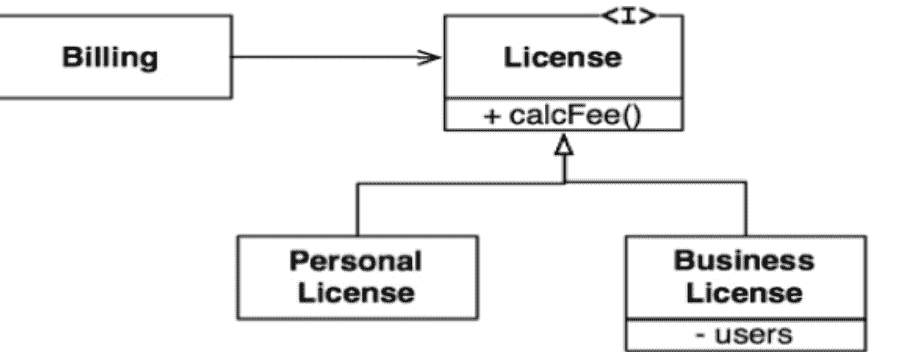 <I>
Billing
License
+ calcFee()
Personal
License
Business
License
- users